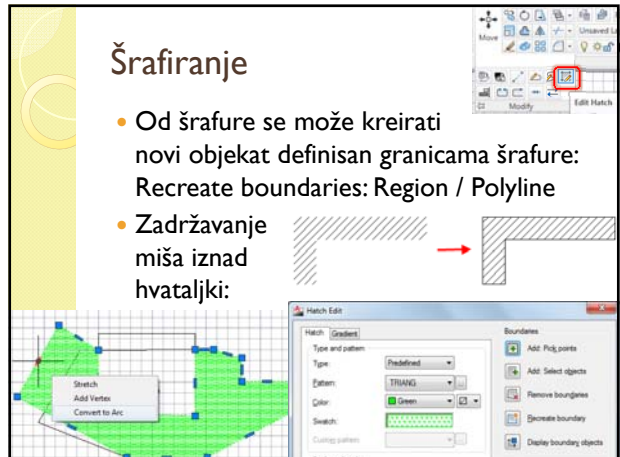 Šrafiranje
Move
Unsaved La
Modify
Edit Hatch
Od šrafure se može kreirati
novi objekat definisan granicama šrafure:
Recreate boundaries: Region / Polyline
Zadržavanje
miša iznad
hvataljki:
Stretch
Add Vertex
Convert to Arc
Hatch Edit
Hatch
Gradient
Type and pattern
Type:
Predefined
Pattern:
TRIANG
Color:
Green
Swatch:
Custom pattern:
Boundaries
Add: Pick points
Add: Select objects
Remove boundaries
Recreate boundary
Display boundary objects